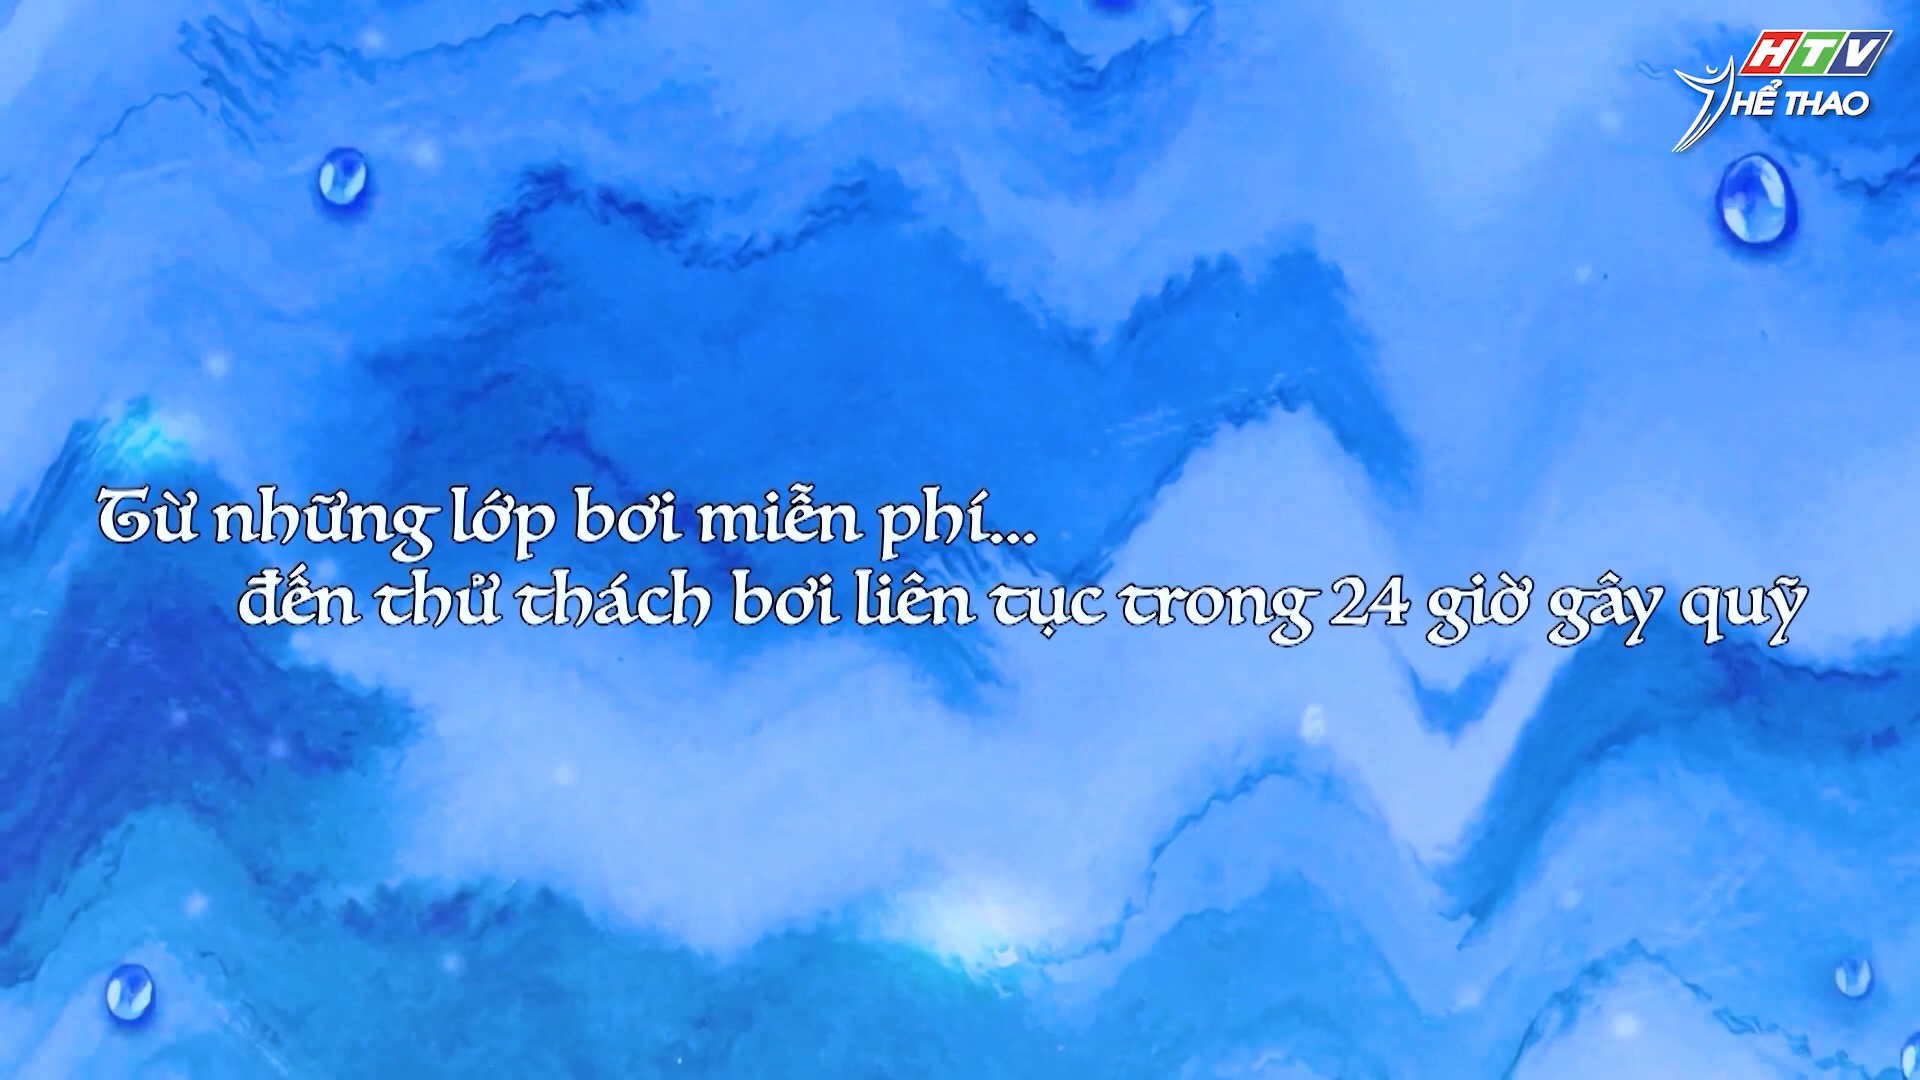 HTV
THỂ THAO
Từ những lớp bơi miễn phí...
đến thử thách bơi liên tục trong 24 giờ gây quỹ